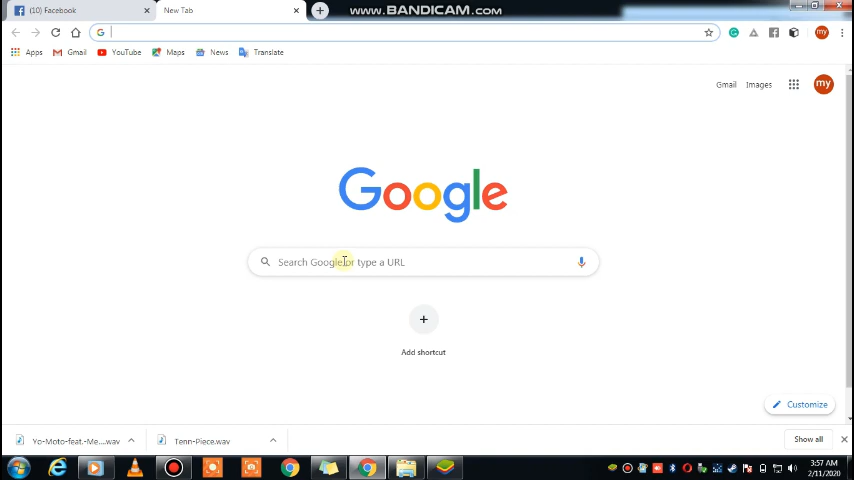 (10) Facebook
New Tab
WWW.BANDICAM.COM
Apps
Gmail
YouTube
Maps
News
Translate
Gmail
Images
my
Google
Search Google or type a URL
Add shortcut
Customize
Yo-Moto-feat.-Me....wav
Tenn-Piece.wav
Show all
3:57 AM
2/11/2020